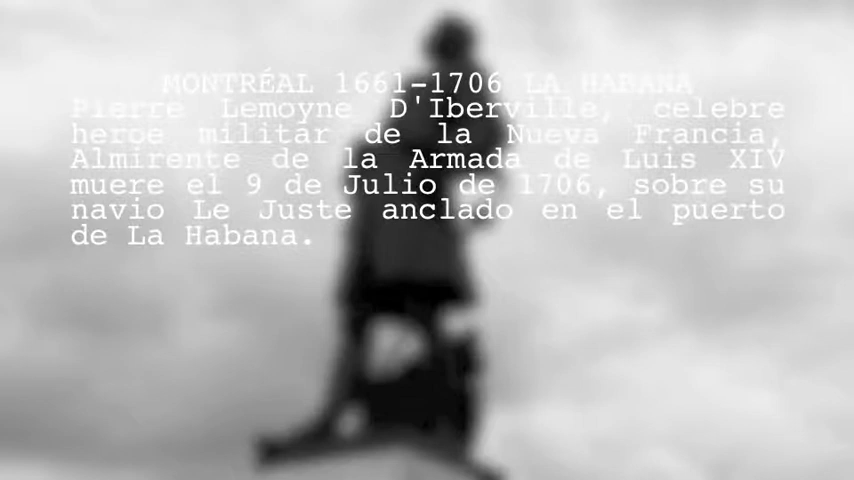 MONTRÉAL 1661-1706 LA HABANA
Pierre Lemoyne D'Iberville, celebre
heroe militar de la Nueva Francia,
Almirente de la Armada de Luis XIV
muere el 9 de Julio de 1706, sobre su
navio Le Juste anclado en el puerto
de La Habana.